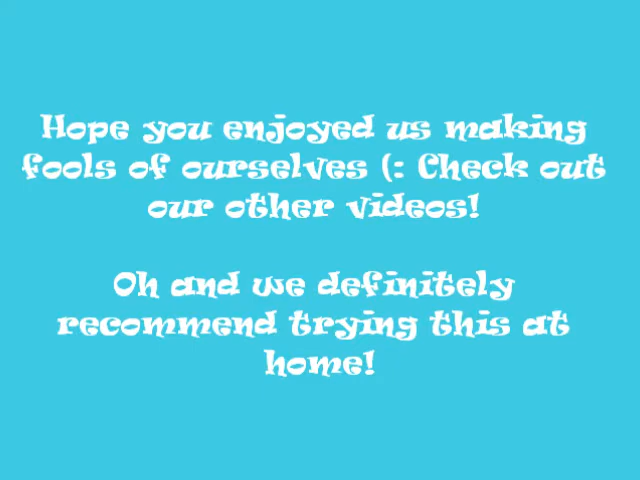 Hope you enjoyed us making
fools of ourselves (: Check out
our other videos!
Oh and we definitely
recommend trying this at
home!